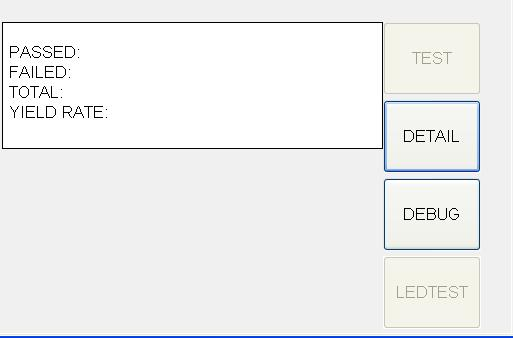 PASSED:
FAILED:
TOTAL:
YIELD RATE:
TEST
DETAIL
DEBUG
LEDTEST